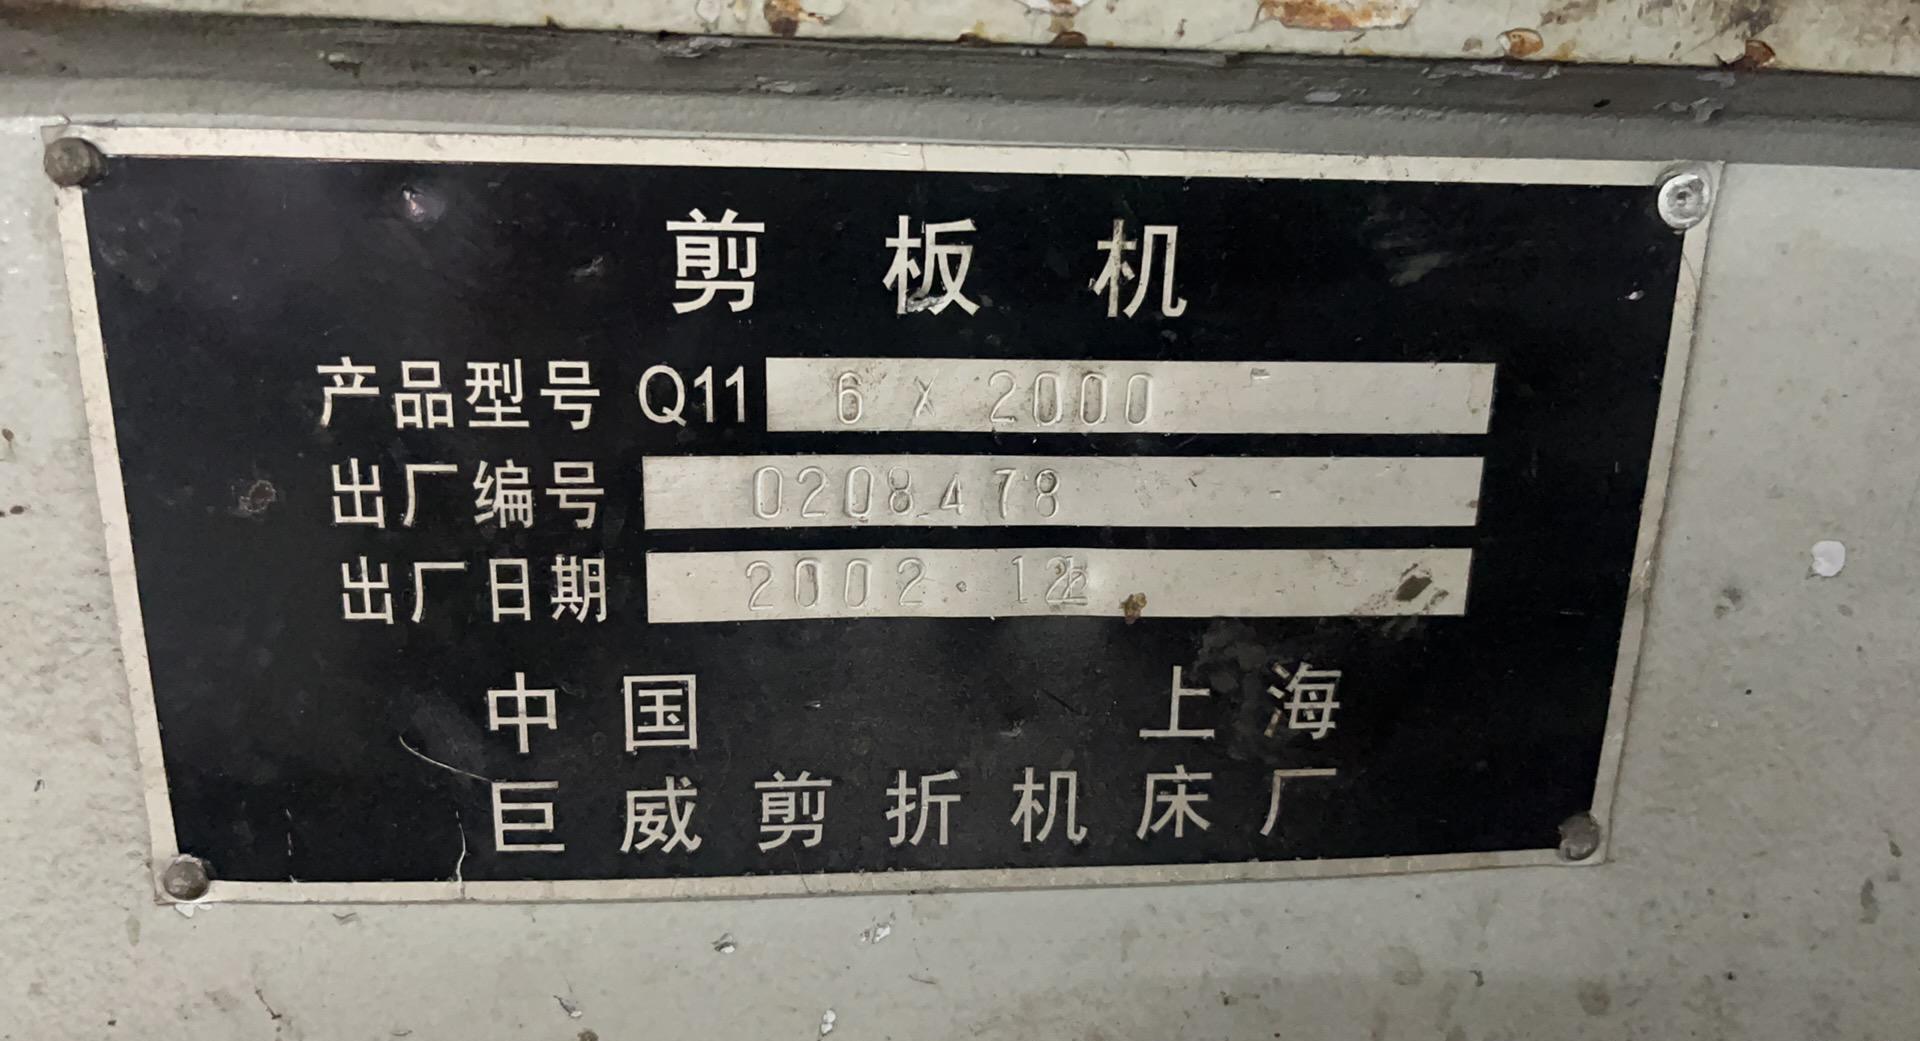 剪板机
产品型号 Q11 6 x 2000
出厂编号 0208478
出厂日期 2002.12
中国 上海
巨威剪折机床厂